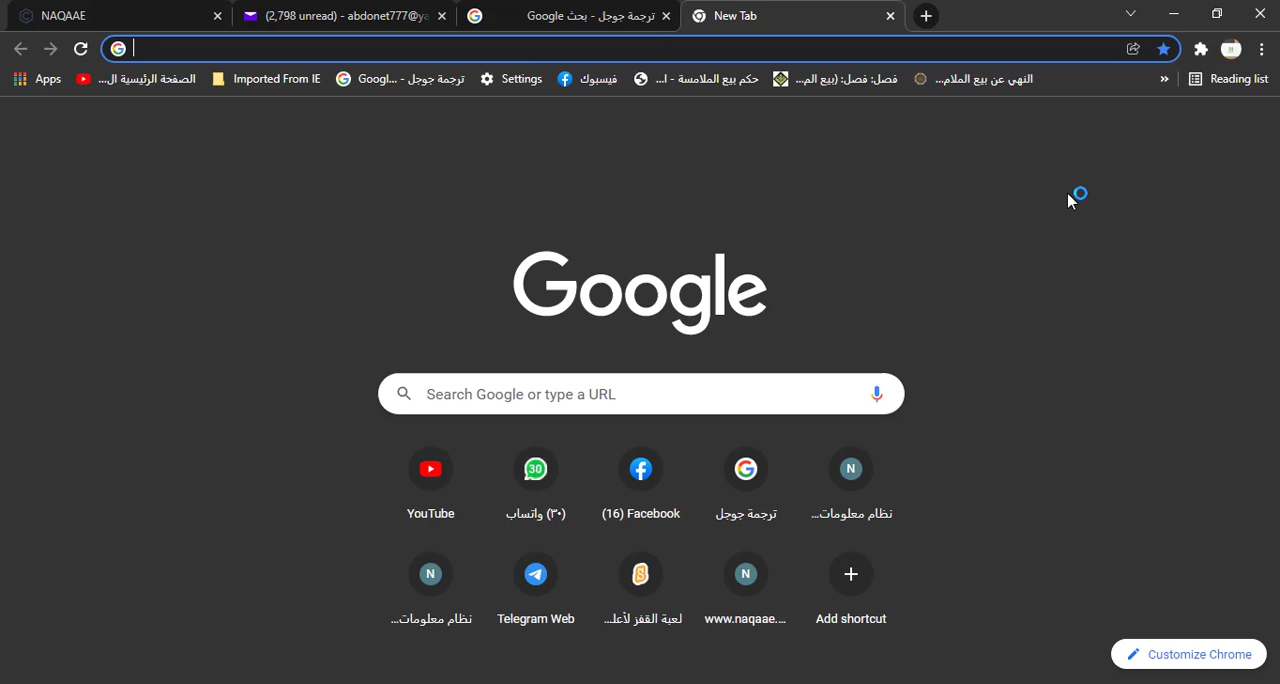 NAQAAE
(2,798 unread) - abdonet777@ya
ترجمة جوجل - بحث Google
New Tab
Apps
الصفحة الرئيسية ال...
Imported From IE
ترجمة جوجل - Googl...
Settings
فيسبوك
حكم بيع الملامسة - ا...
فصل: فصل: (بيع الم...
النهي عن بيع الملام...
»
Reading list
Google
Search Google or type a URL
YouTube
(٣٠) واتساب
(16) Facebook
ترجمة جوجل
نظام معلومات...
نظام معلومات...
Telegram Web
لعبة القفز لأعل...
www.naqaae....
Add shortcut
Customize Chrome